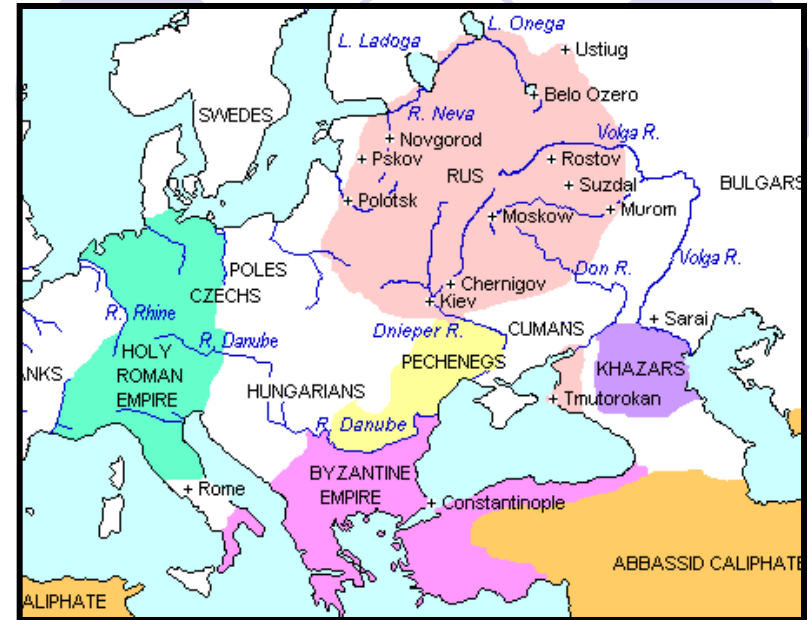 L. Onega
L. Ladoga
+ Ustiug
+ Belo Ozero
SWEDES
R. Neva
+ Novgorod
Volga R.
+ Pskov
+ Rostov
RUS
+ Suzdal
BULGARS
+ Polotsk
+ Moskow
+ Murom
POLES
Volga R.
Don R.
CZECHS
+ Chernigov
+ Kiev
R. Rhine
+ Sarai
Dnieper R.
CUMANS
R. Danube
HOLY
ROMAN
EMPIRE
PECHENEGS
KHAZARS
ANKS
HUNGARIANS
+ Tmutorokan
R. Danube
BYZANTINE
EMPIRE
+ Rome
+ Constantinople
ABBASSID CALIPHATE
ALIPHATE